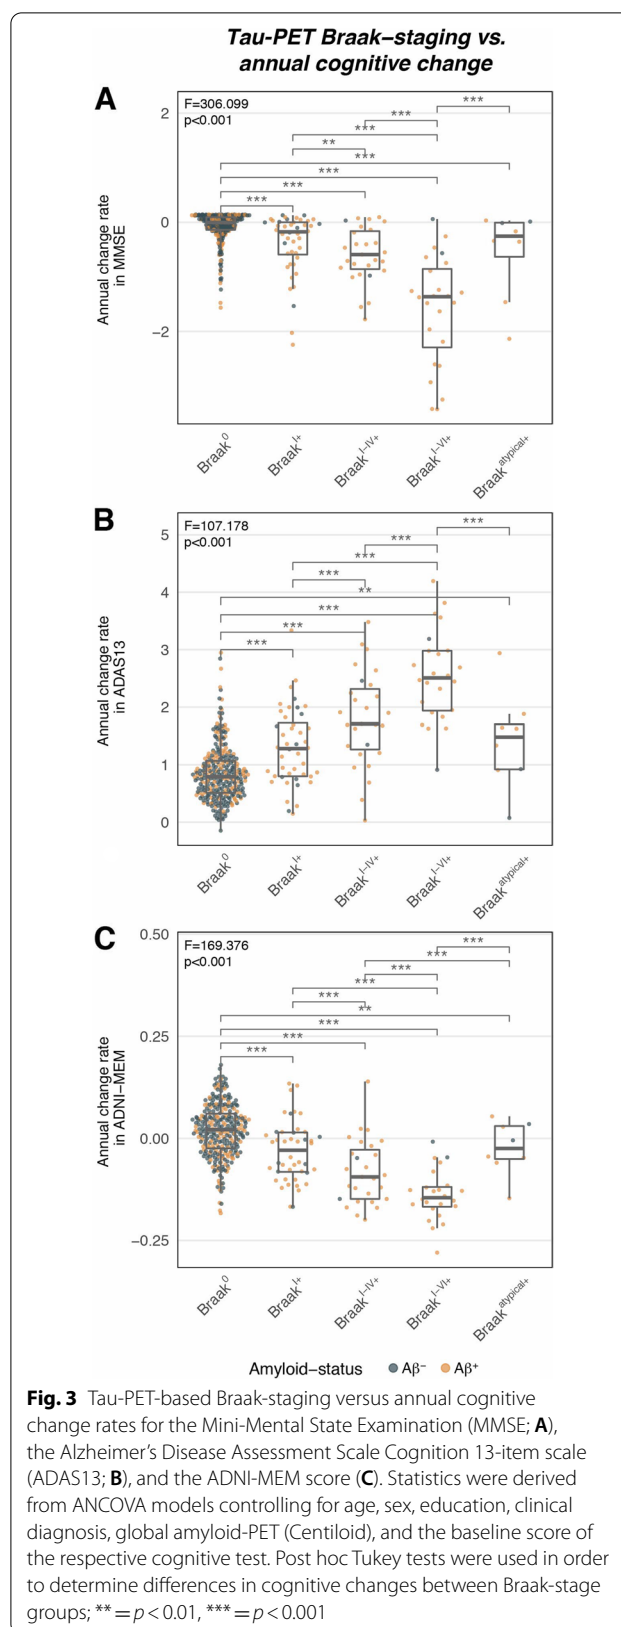 Tau-PET Braak–staging vs.
annual cognitive change
A
F=306.099
p<0.001
***
***
**
***
***
***
***
***
2
0
−2
Annual change rate
in MMSE
Braak⁰
Braakᴵ⁺
Braakᴵ⁻ᴵⱽ⁺
Braakᴵ⁻ⱽᴵ⁺
Braakᵃᵗʸᵖⁱᶜᵃˡ⁺
B
F=107.178
p<0.001
***
***
***
***
**
***
***
***
5
4
3
2
1
0
Annual change rate
in ADAS13
Braak⁰
Braakᴵ⁺
Braakᴵ⁻ᴵⱽ⁺
Braakᴵ⁻ⱽᴵ⁺
Braakᵃᵗʸᵖⁱᶜᵃˡ⁺
C
F=169.376
p<0.001
***
***
***
***
***
**
***
***
***
0.50
0.25
0.00
−0.25
Annual change rate
in ADNI−MEM
Braak⁰
Braakᴵ⁺
Braakᴵ⁻ᴵⱽ⁺
Braakᴵ⁻ⱽᴵ⁺
Braakᵃᵗʸᵖⁱᶜᵃˡ⁺
Amyloid−status Aβ⁻ Aβ⁺
Fig. 3 Tau-PET-based Braak-staging versus annual cognitive
change rates for the Mini-Mental State Examination (MMSE; A),
the Alzheimer's Disease Assessment Scale Cognition 13-item scale
(ADAS13; B), and the ADNI-MEM score (C). Statistics were derived
from ANCOVA models controlling for age, sex, education, clinical
diagnosis, global amyloid-PET (Centiloid), and the baseline score of
the respective cognitive test. Post hoc Tukey tests were used in order
to determine differences in cognitive changes between Braak-stage
groups; ** = p < 0.01, *** = p < 0.001